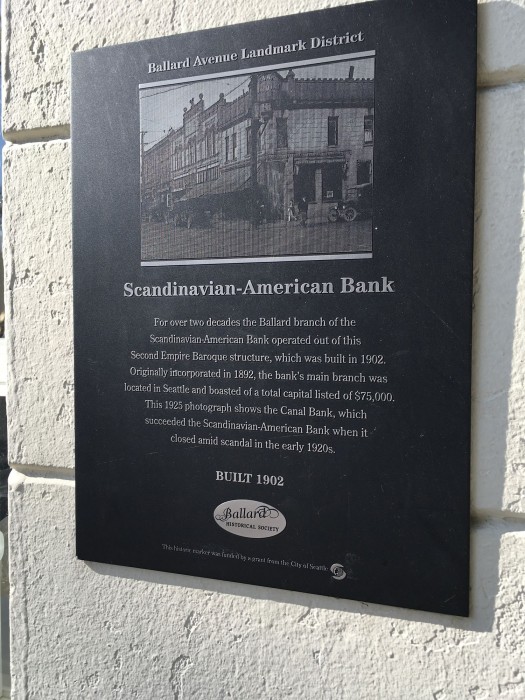 Ballard Avenue Landmark District
Scandinavian-American Bank
For over two decades the Ballard branch of the
Scandinavian-American Bank operated out of this
Second Empire Baroque structure, which was built in 1902.
Originally incorporated in 1892, the bank's main branch was
located in Seattle and boasted of a total capital listed of $75,000.
This 1925 photograph shows the Canal Bank, which
succeeded the Scandinavian-American Bank when it
closed amid scandal in the early 1920s.
BUILT 1902
Ballard
HISTORICAL SOCIETY
This historic marker was funded by a grant from the City of Seattle